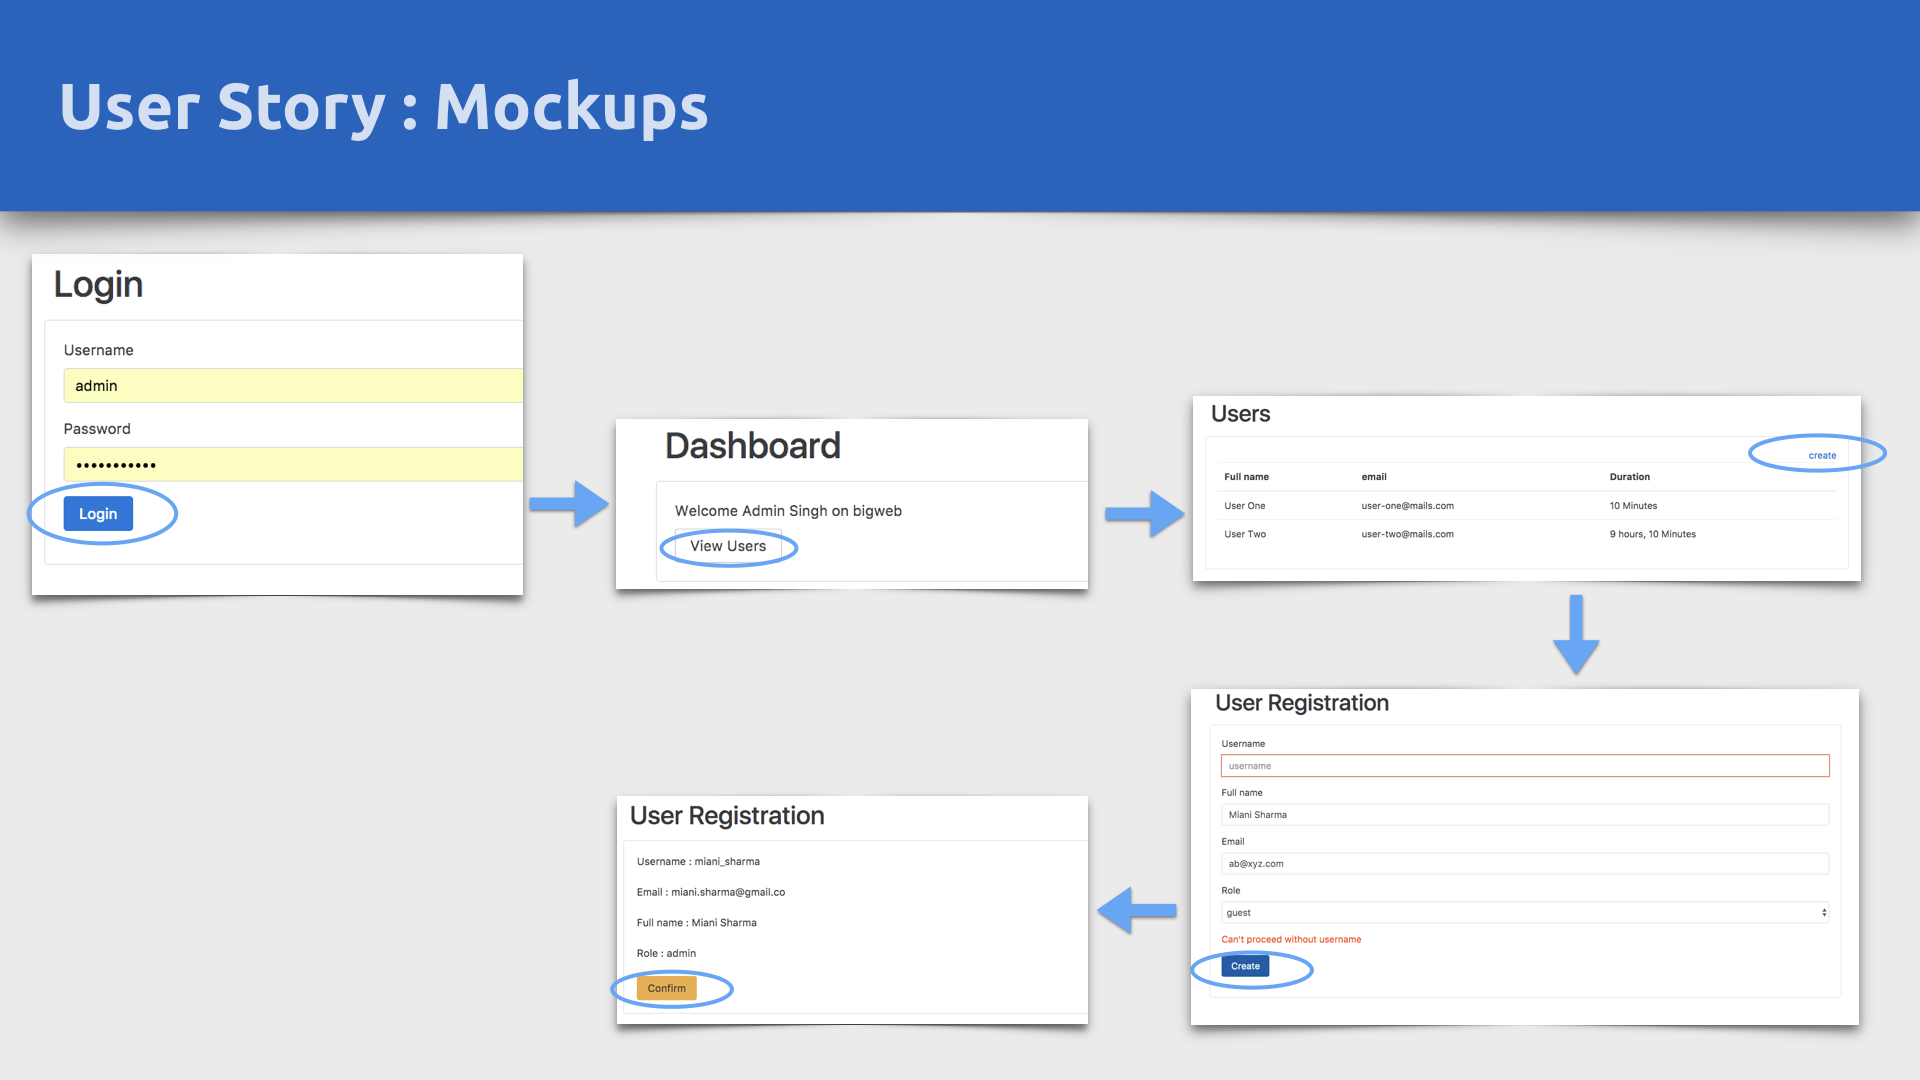 User Story : Mockups
Login
Username
admin
Password
•••••••••••
Login
Dashboard
Welcome Admin Singh on bigweb
View Users
Users
create
Full name email Duration
User One user-one@mails.com 10 Minutes
User Two user-two@mails.com 9 hours, 10 Minutes
User Registration
Username
username
Full name
Miani Sharma
Email
ab@xyz.com
Role
guest
Can't proceed without username
Create
User Registration
Username : miani_sharma
Email : miani.sharma@gmail.co
Full name : Miani Sharma
Role : admin
Confirm